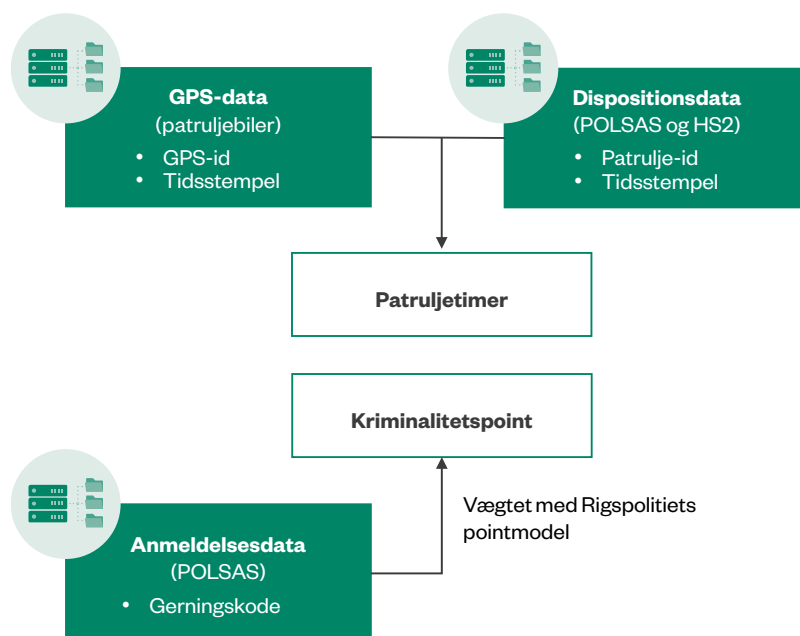 GPS-data
(patruljebiler)
• GPS-id
• Tidsstempel
Dispositionsdata
(POLSAS og HS2)
• Patrulje-id
• Tidsstempel
Patruljetimer
Kriminalitetspoint
Vægtet med Rigspolitiets
pointmodel
Anmeldelsesdata
(POLSAS)
• Gerningskode